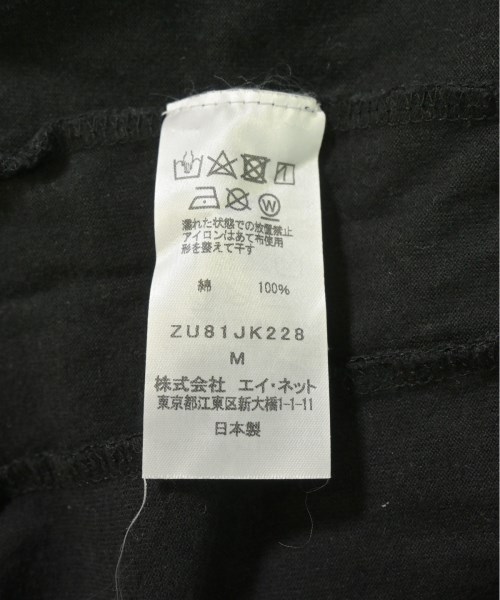 濡れた状態での放置禁止
アイロンはあて布使用
形を整えて干す
綿 100%
ZU81JK228
M
株式会社 エイ・ネット
東京都江東区新大橋1-1-11
日本製